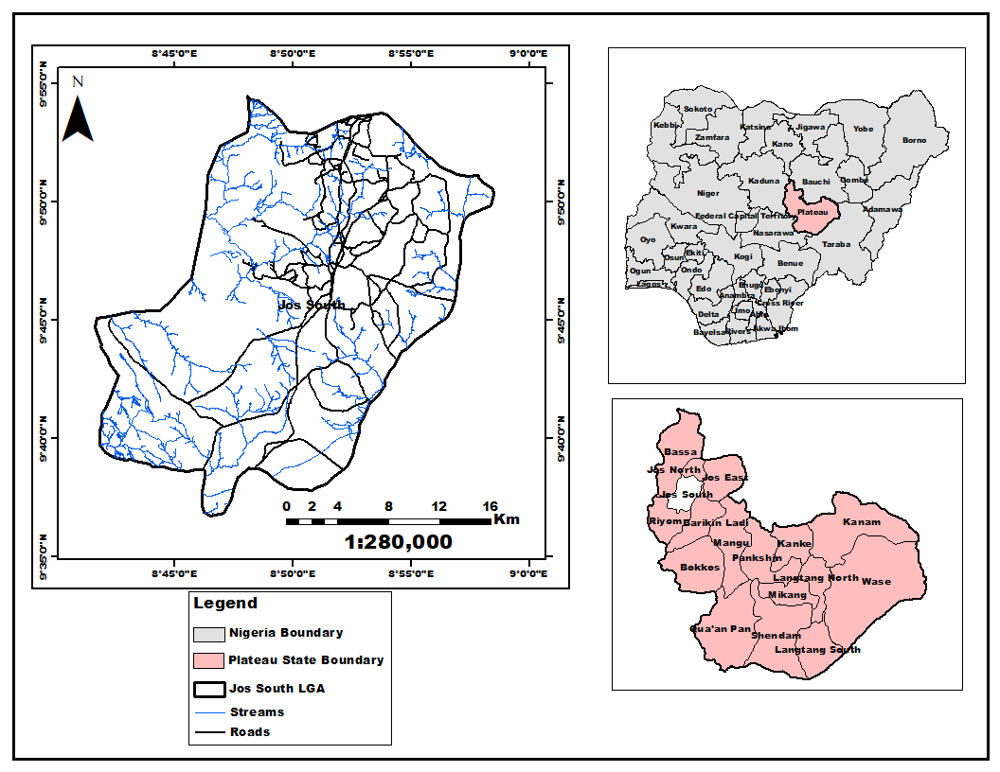 8°45'0"E 8°50'0"E 8°55'0"E 9°0'0"E
9°55'0"N
9°50'0"N 9°50'0"N
9°45'0"N 9°45'0"N
9°40'0"N 9°40'0"N
9°35'0"N
N
Jos South
0 2 4 8 12 16
Km
1:280,000
8°45'0"E 8°50'0"E 8°55'0"E 9°0'0"E
Legend
Nigeria Boundary
Plateau State Boundary
Jos South LGA
Streams
Roads
Sokoto
Kebbi
Zamfara
Katsina
Jigawa
Yobe
Borno
Kano
Kaduna
Bauchi
Gombe
Niger
Plateau
Adamawa
Federal Capital Territory
Kwara
Nasarawa
Oyo
Taraba
Osun
Ekiti
Kogi
Benue
Ogun
Ondo
Lagos
Edo
Enugu
Ebonyi
Anambra
Cross River
Delta
Imo
Abia
Bayelsa
Rivers
Akwa Ibom
Bassa
Jos North
Jos East
Jos South
Riyom
Barikin Ladi
Kanam
Mangu
Kanke
Bokkos
Pankshin
Langtang North
Wase
Mikang
Qua'an Pan
Shendam
Langtang South